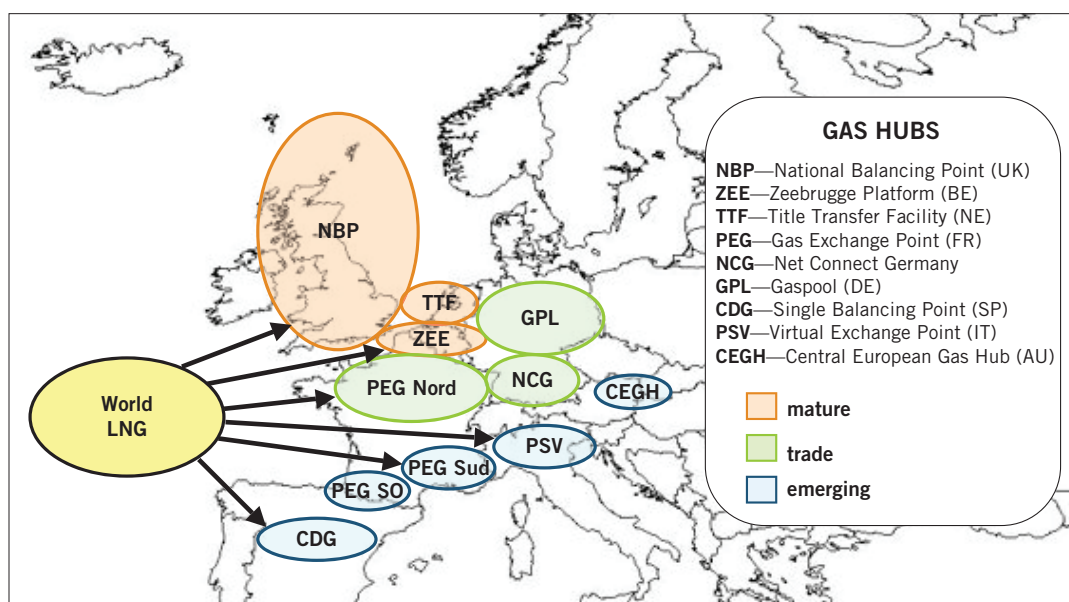 NBP
TTF
GPL
ZEE
NCG
PEG Nord
CEGH
World
LNG
PSV
PEG Sud
PEG SO
CDG
GAS HUBS
NBP—National Balancing Point (UK)
ZEE—Zeebrugge Platform (BE)
TTF—Title Transfer Facility (NE)
PEG—Gas Exchange Point (FR)
NCG—Net Connect Germany
GPL—Gaspool (DE)
CDG—Single Balancing Point (SP)
PSV—Virtual Exchange Point (IT)
CEGH—Central European Gas Hub (AU)
mature
trade
emerging